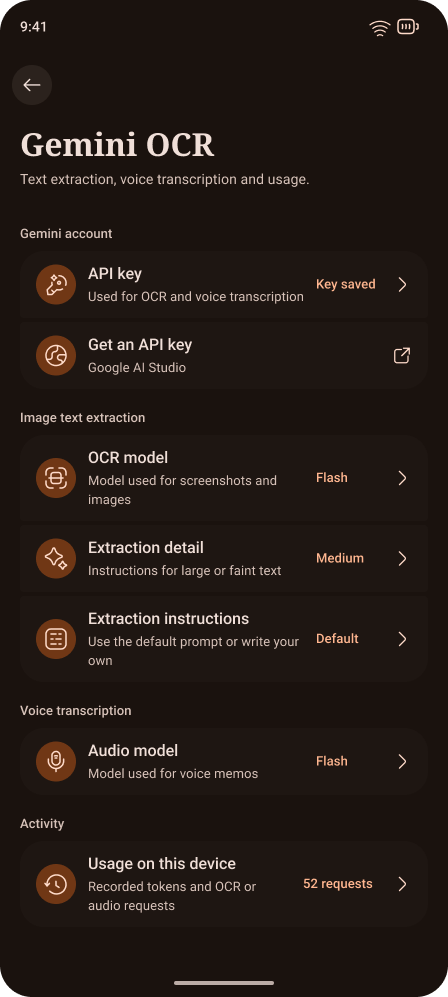 9:41
Gemini OCR
Text extraction, voice transcription and usage.
Gemini account
API key
Used for OCR and voice transcription
Key saved
Get an API key
Google AI Studio
Image text extraction
OCR model
Model used for screenshots and
images
Flash
Extraction detail
Instructions for large or faint text
Medium
Extraction instructions
Use the default prompt or write your
own
Default
Voice transcription
Audio model
Model used for voice memos
Flash
Activity
Usage on this device
Recorded tokens and OCR or
audio requests
52 requests